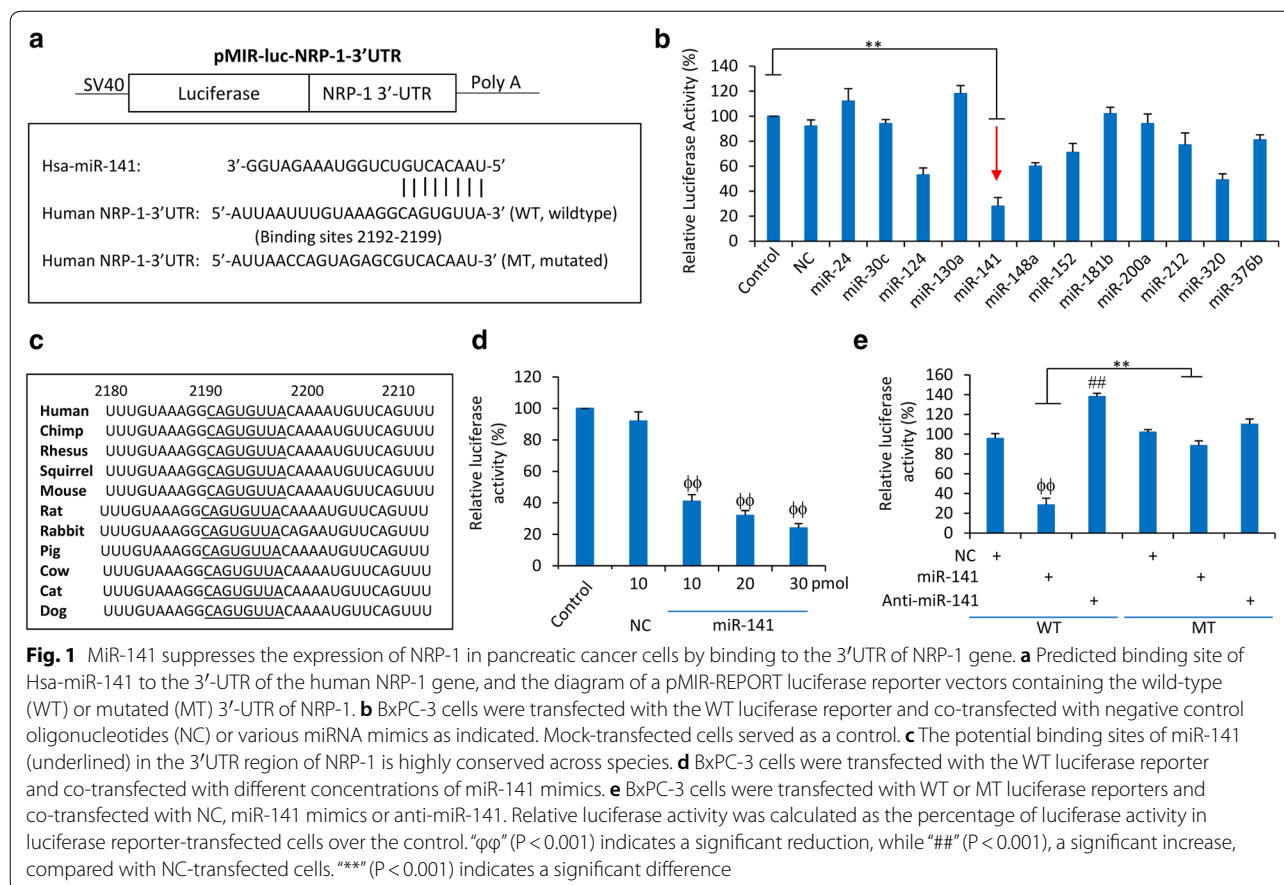 a
pMIR-luc-NRP-1-3’UTR
SV40 Luciferase NRP-1 3’-UTR Poly A
Hsa-miR-141: 3’-GGUAGAAAUGGUCUGUCACAAU-5’
Human NRP-1-3’UTR: 5’-AUUAAUUUGUAAAGGCAGUGUUA-3’ (WT, wildtype)
(Binding sites 2192-2199)
Human NRP-1-3’UTR: 5’-AUUAACCAGUAGAGCGUCACAAU-3’ (MT, mutated)
b
Relative Luciferase Activity (%)
140
120
100
80
60
40
20
0
**
Control NC miR-24 miR-30c miR-124 miR-130a miR-141 miR-148a miR-152 miR-181b miR-200a miR-212 miR-320 miR-376b
c
2180 2190 2200 2210
Human UUUGUAAAGGCAGUGUUACAAAAUGUUCAGUUU
Chimp UUUGUAAAGGCAGUGUUACAAAAUGUUCAGUUU
Rhesus UUUGUAAAGGCAGUGUUACAAAAUGUUCAGUUU
Squirrel UUUGUAAAGGCAGUGUUACAAAAUGUUCAGUUU
Mouse UUUGUAAAGGCAGUGUUACAAAAUGUUCAGUUU
Rat UUUGUAAAGGCAGUGUUACAAAAUGUUCAGUUU
Rabbit UUUGUAAAGGCAGUGUUACAGAAUGUUCAGUUU
Pig UUUGUAAAGGCAGUGUUACAAAAUGUUCAGUUU
Cow UUUGUAAAGGCAGUGUUACAAAAUGUUCAGUUU
Cat UUUGUAAAGGCAGUGUUACAAAAUGUUCAGUUU
Dog UUUGUAAAGGCAGUGUUACAAAAUGUUCAGUUU
d
Relative luciferase
activity (%)
120
100
80
60
40
20
0
ϕϕ ϕϕ ϕϕ
Control 10 10 20 30 pmol
NC miR-141
e
Relative luciferase
activity (%)
160
140
120
100
80
60
40
20
0
**
##
ϕϕ
NC + +
miR-141 + +
Anti-miR-141 + +
WT MT
Fig. 1 MiR-141 suppresses the expression of NRP-1 in pancreatic cancer cells by binding to the 3′UTR of NRP-1 gene. a Predicted binding site of
Hsa-miR-141 to the 3′-UTR of the human NRP-1 gene, and the diagram of a pMIR-REPORT luciferase reporter vectors containing the wild-type
(WT) or mutated (MT) 3′-UTR of NRP-1. b BxPC-3 cells were transfected with the WT luciferase reporter and co-transfected with negative control
oligonucleotides (NC) or various miRNA mimics as indicated. Mock-transfected cells served as a control. c The potential binding sites of miR-141
(underlined) in the 3′UTR region of NRP-1 is highly conserved across species. d BxPC-3 cells were transfected with the WT luciferase reporter
and co-transfected with different concentrations of miR-141 mimics. e BxPC-3 cells were transfected with WT or MT luciferase reporters and
co-transfected with NC, miR-141 mimics or anti-miR-141. Relative luciferase activity was calculated as the percentage of luciferase activity in
luciferase reporter-transfected cells over the control. “φφ” (P < 0.001) indicates a significant reduction, while “##” (P < 0.001), a significant increase,
compared with NC-transfected cells. “**” (P < 0.001) indicates a significant difference